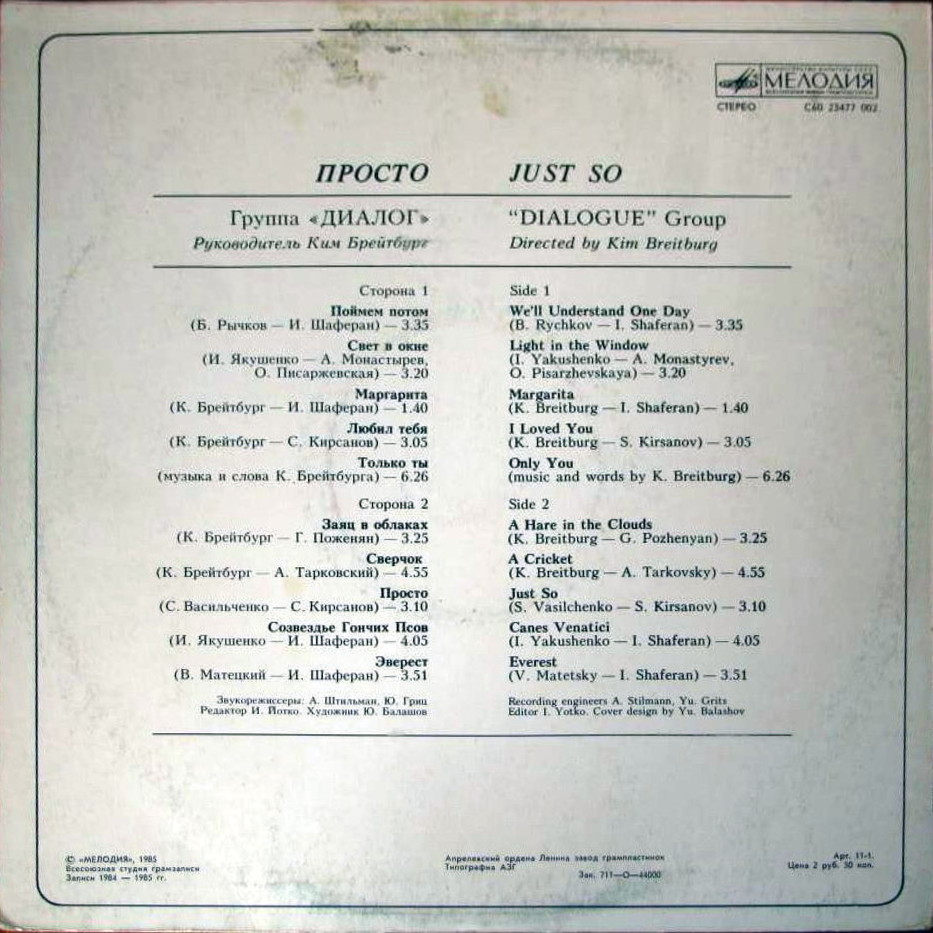 МИНИСТЕРСТВО КУЛЬТУРЫ СССР
МЕЛОДИЯ
СТЕРЕО С60 23477 002
ПРОСТО
Группа «ДИАЛОГ»
Руководитель Ким Брейтбург
Сторона 1
Поймем потом
(Б. Рычков — И. Шаферан) — 3.35
Свет в окне
(И. Якушенко — А. Монастырев,
О. Писаржевская) — 3.20
Маргарита
(К. Брейтбург — И. Шаферан) — 1.40
Любил тебя
(К. Брейтбург — С. Кирсанов) — 3.05
Только ты
(музыка и слова К. Брейтбурга) — 6.26
Сторона 2
Заяц в облаках
(К. Брейтбург — Г. Поженян) — 3.25
Сверчок
(К. Брейтбург — А. Тарковский) — 4.55
Просто
(С. Васильченко — С. Кирсанов) — 3.10
Созвездье Гончих Псов
(И. Якушенко — И. Шаферан) — 4.05
Эверест
(В. Матецкий — И. Шаферан) — 3.51
Звукорежиссеры: А. Штильман, Ю. Гриц
Редактор И. Йотко. Художник Ю. Балашов
JUST SO
"DIALOGUE" Group
Directed by Kim Breitburg
Side 1
We'll Understand One Day
(B. Rychkov — I. Shaferan) — 3.35
Light in the Window
(I. Yakushenko — A. Monastyrev,
O. Pisarzhevskaya) — 3.20
Margarita
(K. Breitburg — I. Shaferan) — 1.40
I Loved You
(K. Breitburg — S. Kirsanov) — 3.05
Only You
(music and words by K. Breitburg) — 6.26
Side 2
A Hare in the Clouds
(K. Breitburg — G. Pozhenyan) — 3.25
A Cricket
(K. Breitburg — A. Tarkovsky) — 4.55
Just So
(S. Vasilchenko — S. Kirsanov) — 3.10
Canes Venatici
(I. Yakushenko — I. Shaferan) — 4.05
Everest
(V. Matetsky — I. Shaferan) — 3.51
Recording engineers A. Stilmann, Yu. Grits
Editor I. Yotko. Cover design by Yu. Balashov
© «МЕЛОДИЯ», 1985
Всесоюзная студия грамзаписи
Записи 1984 — 1985 гг.
Апрелевский ордена Ленина завод грампластинок
Типография АЗГ
Зак. 711—О—44000
Арт. 11-1.
Цена 2 руб. 50 коп.